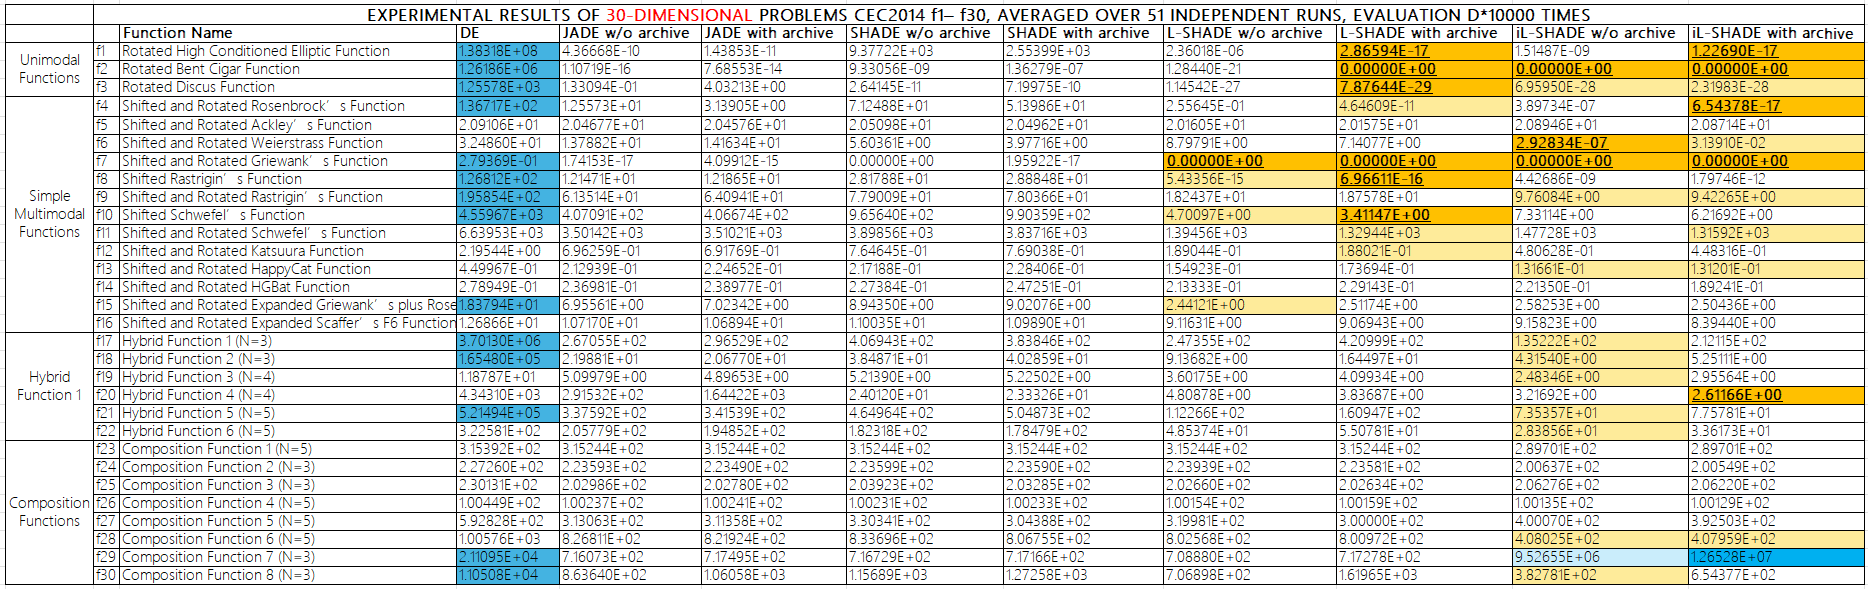 EXPERIMENTAL RESULTS OF 30-DIMENSIONAL PROBLEMS CEC2014 f1– f30, AVERAGED OVER 51 INDEPENDENT RUNS, EVALUATION D*10000 TIMES
Function Name DE JADE w/o archive JADE with archive SHADE w/o archive SHADE with archive L-SHADE w/o archive L-SHADE with archive iL-SHADE w/o archive iL-SHADE with archive
Unimodal Functions
f1 Rotated High Conditioned Elliptic Function 1.38318E+08 4.36668E-10 1.43853E-11 9.37722E+03 2.55399E+03 2.36018E-06 2.86594E-17 1.51487E-09 1.22690E-17
f2 Rotated Bent Cigar Function 1.26186E+06 1.10719E-16 7.68553E-14 9.33056E-09 1.36279E-07 1.28440E-21 0.00000E+00 0.00000E+00 0.00000E+00
f3 Rotated Discus Function 1.25578E+03 1.33094E-01 4.03213E+00 2.64145E-11 7.19975E-10 1.14542E-27 7.87644E-29 6.95950E-28 2.31983E-28
Simple Multimodal Functions
f4 Shifted and Rotated Rosenbrock’s Function 1.36717E+02 1.25573E+01 3.13905E+00 7.12488E+01 5.13986E+01 2.55645E-01 4.64609E-11 3.89734E-07 6.54378E-17
f5 Shifted and Rotated Ackley’s Function 2.09106E+01 2.04677E+01 2.04576E+01 2.05098E+01 2.04962E+01 2.01605E+01 2.01575E+01 2.08946E+01 2.08714E+01
f6 Shifted and Rotated Weierstrass Function 3.24860E+01 1.37882E+01 1.41634E+01 5.60361E+00 3.97716E+00 8.79791E+00 7.14077E+00 2.92834E-07 3.13910E-02
f7 Shifted and Rotated Griewank’s Function 2.79369E-01 1.74153E-17 4.09912E-15 0.00000E+00 1.95922E-17 0.00000E+00 0.00000E+00 0.00000E+00 0.00000E+00
f8 Shifted Rastrigin’s Function 1.26812E+02 1.21471E+01 1.21865E+01 2.81788E+01 2.88848E+01 5.43356E-15 6.96611E-16 4.42686E-09 1.79746E-12
f9 Shifted and Rotated Rastrigin’s Function 1.95854E+02 6.13514E+01 6.40941E+01 7.79009E+01 7.80366E+01 1.82437E+01 1.87578E+01 9.76084E+00 9.42265E+00
f10 Shifted Schwefel’s Function 4.55967E+03 4.07091E+02 4.06674E+02 9.65640E+02 9.90359E+02 4.70097E+00 3.41147E+00 7.33114E+00 6.21692E+00
f11 Shifted and Rotated Schwefel’s Function 6.63953E+03 3.50142E+03 3.51021E+03 3.89856E+03 3.83716E+03 1.39456E+03 1.32944E+03 1.47728E+03 1.31592E+03
f12 Shifted and Rotated Katsuura Function 2.19544E+00 6.96259E-01 6.91769E-01 7.64645E-01 7.69038E-01 1.89044E-01 1.88021E-01 4.80628E-01 4.48316E-01
f13 Shifted and Rotated HappyCat Function 4.49967E-01 2.12939E-01 2.24652E-01 2.17188E-01 2.28406E-01 1.54923E-01 1.73694E-01 1.31661E-01 1.31201E-01
f14 Shifted and Rotated HGBat Function 2.78949E-01 2.36981E-01 2.38977E-01 2.27384E-01 2.47251E-01 2.13333E-01 2.29143E-01 2.21350E-01 1.89241E-01
f15 Shifted and Rotated Expanded Griewank’s plus Rose 1.83794E+01 6.95561E+00 7.02342E+00 8.94350E+00 9.02076E+00 2.44121E+00 2.51174E+00 2.58253E+00 2.50436E+00
f16 Shifted and Rotated Expanded Scaffer’s F6 Function 1.26866E+01 1.07170E+01 1.06894E+01 1.10035E+01 1.09890E+01 9.11631E+00 9.06943E+00 9.15823E+00 8.39440E+00
Hybrid Function 1
f17 Hybrid Function 1 (N=3) 3.70130E+06 2.67055E+02 2.96529E+02 4.06943E+02 3.83846E+02 2.47355E+02 4.20999E+02 1.35222E+02 2.12115E+02
f18 Hybrid Function 2 (N=3) 1.65480E+05 2.19881E+01 2.06770E+01 3.84871E+01 4.02859E+01 9.13682E+00 1.64497E+01 4.31540E+00 5.25111E+00
f19 Hybrid Function 3 (N=4) 1.18787E+01 5.09979E+00 4.89653E+00 5.21390E+00 5.22502E+00 3.60175E+00 4.09934E+00 2.48346E+00 2.95564E+00
f20 Hybrid Function 4 (N=4) 4.34310E+03 2.91532E+02 1.64422E+03 2.40120E+01 2.33326E+01 4.80878E+00 3.83687E+00 3.21692E+00 2.61166E+00
f21 Hybrid Function 5 (N=5) 5.21494E+05 3.37592E+02 3.41539E+02 4.64964E+02 5.04873E+02 1.12266E+02 1.60947E+02 7.35357E+01 7.75781E+01
f22 Hybrid Function 6 (N=5) 3.22581E+02 2.05779E+02 1.94852E+02 1.82318E+02 1.78479E+02 4.85374E+01 5.50781E+01 2.83856E+01 3.36173E+01
Composition Functions
f23 Composition Function 1 (N=5) 3.15392E+02 3.15244E+02 3.15244E+02 3.15244E+02 3.15244E+02 3.15244E+02 3.15244E+02 2.89701E+02 2.89701E+02
f24 Composition Function 2 (N=3) 2.27260E+02 2.23593E+02 2.23490E+02 2.23599E+02 2.23590E+02 2.23939E+02 2.23581E+02 2.00637E+02 2.00549E+02
f25 Composition Function 3 (N=3) 2.30131E+02 2.02986E+02 2.02780E+02 2.03923E+02 2.03285E+02 2.02660E+02 2.02634E+02 2.06276E+02 2.06220E+02
f26 Composition Function 4 (N=5) 1.00449E+02 1.00237E+02 1.00241E+02 1.00231E+02 1.00233E+02 1.00154E+02 1.00159E+02 1.00135E+02 1.00129E+02
f27 Composition Function 5 (N=5) 5.92828E+02 3.13063E+02 3.11358E+02 3.30341E+02 3.04388E+02 3.19981E+02 3.00000E+02 4.00070E+02 3.92503E+02
f28 Composition Function 6 (N=5) 1.00576E+03 8.26811E+02 8.21924E+02 8.33696E+02 8.06755E+02 8.02568E+02 8.00972E+02 4.08025E+02 4.07959E+02
f29 Composition Function 7 (N=3) 2.11095E+04 7.16073E+02 7.17495E+02 7.16729E+02 7.17166E+02 7.08880E+02 7.17278E+02 9.52655E+06 1.26528E+07
f30 Composition Function 8 (N=3) 1.10508E+04 8.63640E+02 1.06058E+03 1.15689E+03 1.27258E+03 7.06898E+02 1.61965E+03 3.82781E+02 6.54377E+02